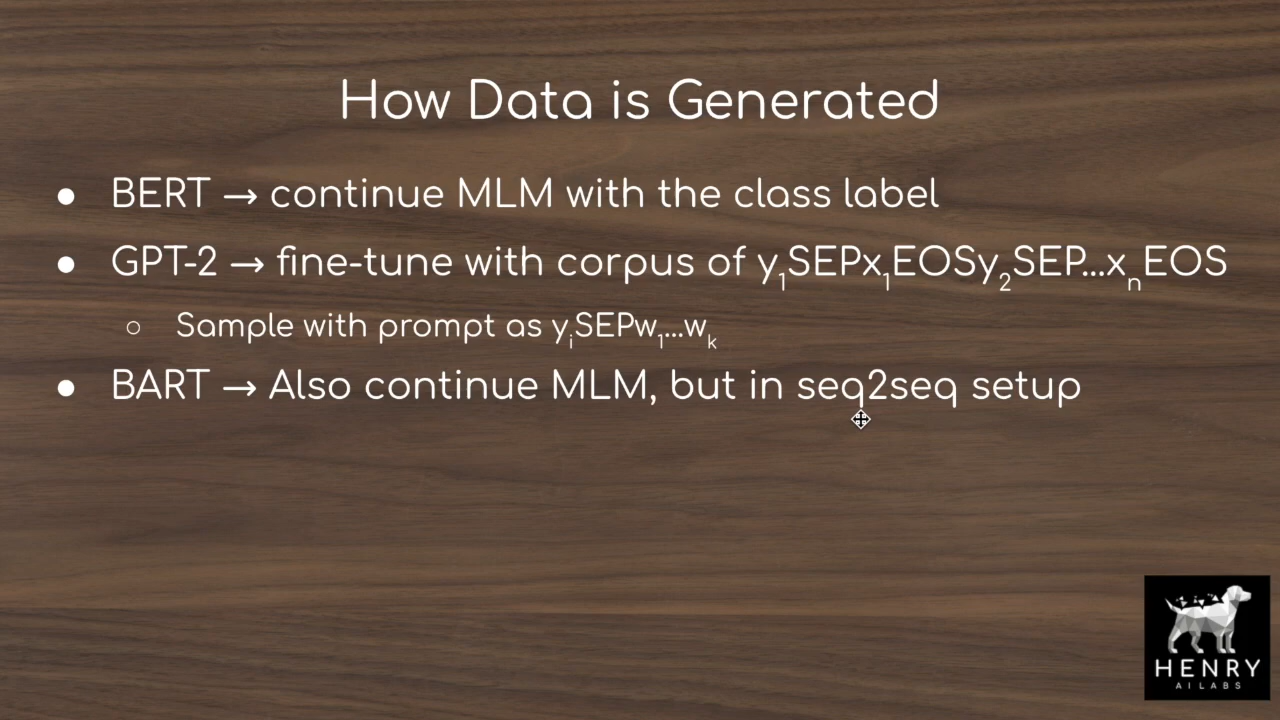 How Data is Generated
● BERT → continue MLM with the class label
● GPT-2 → fine-tune with corpus of y₁SEPx₁EOSy₂SEP...xₙEOS
○ Sample with prompt as yᵢSEPw₁...wₖ
● BART → Also continue MLM, but in seq2seq setup
HENRY
AI LABS